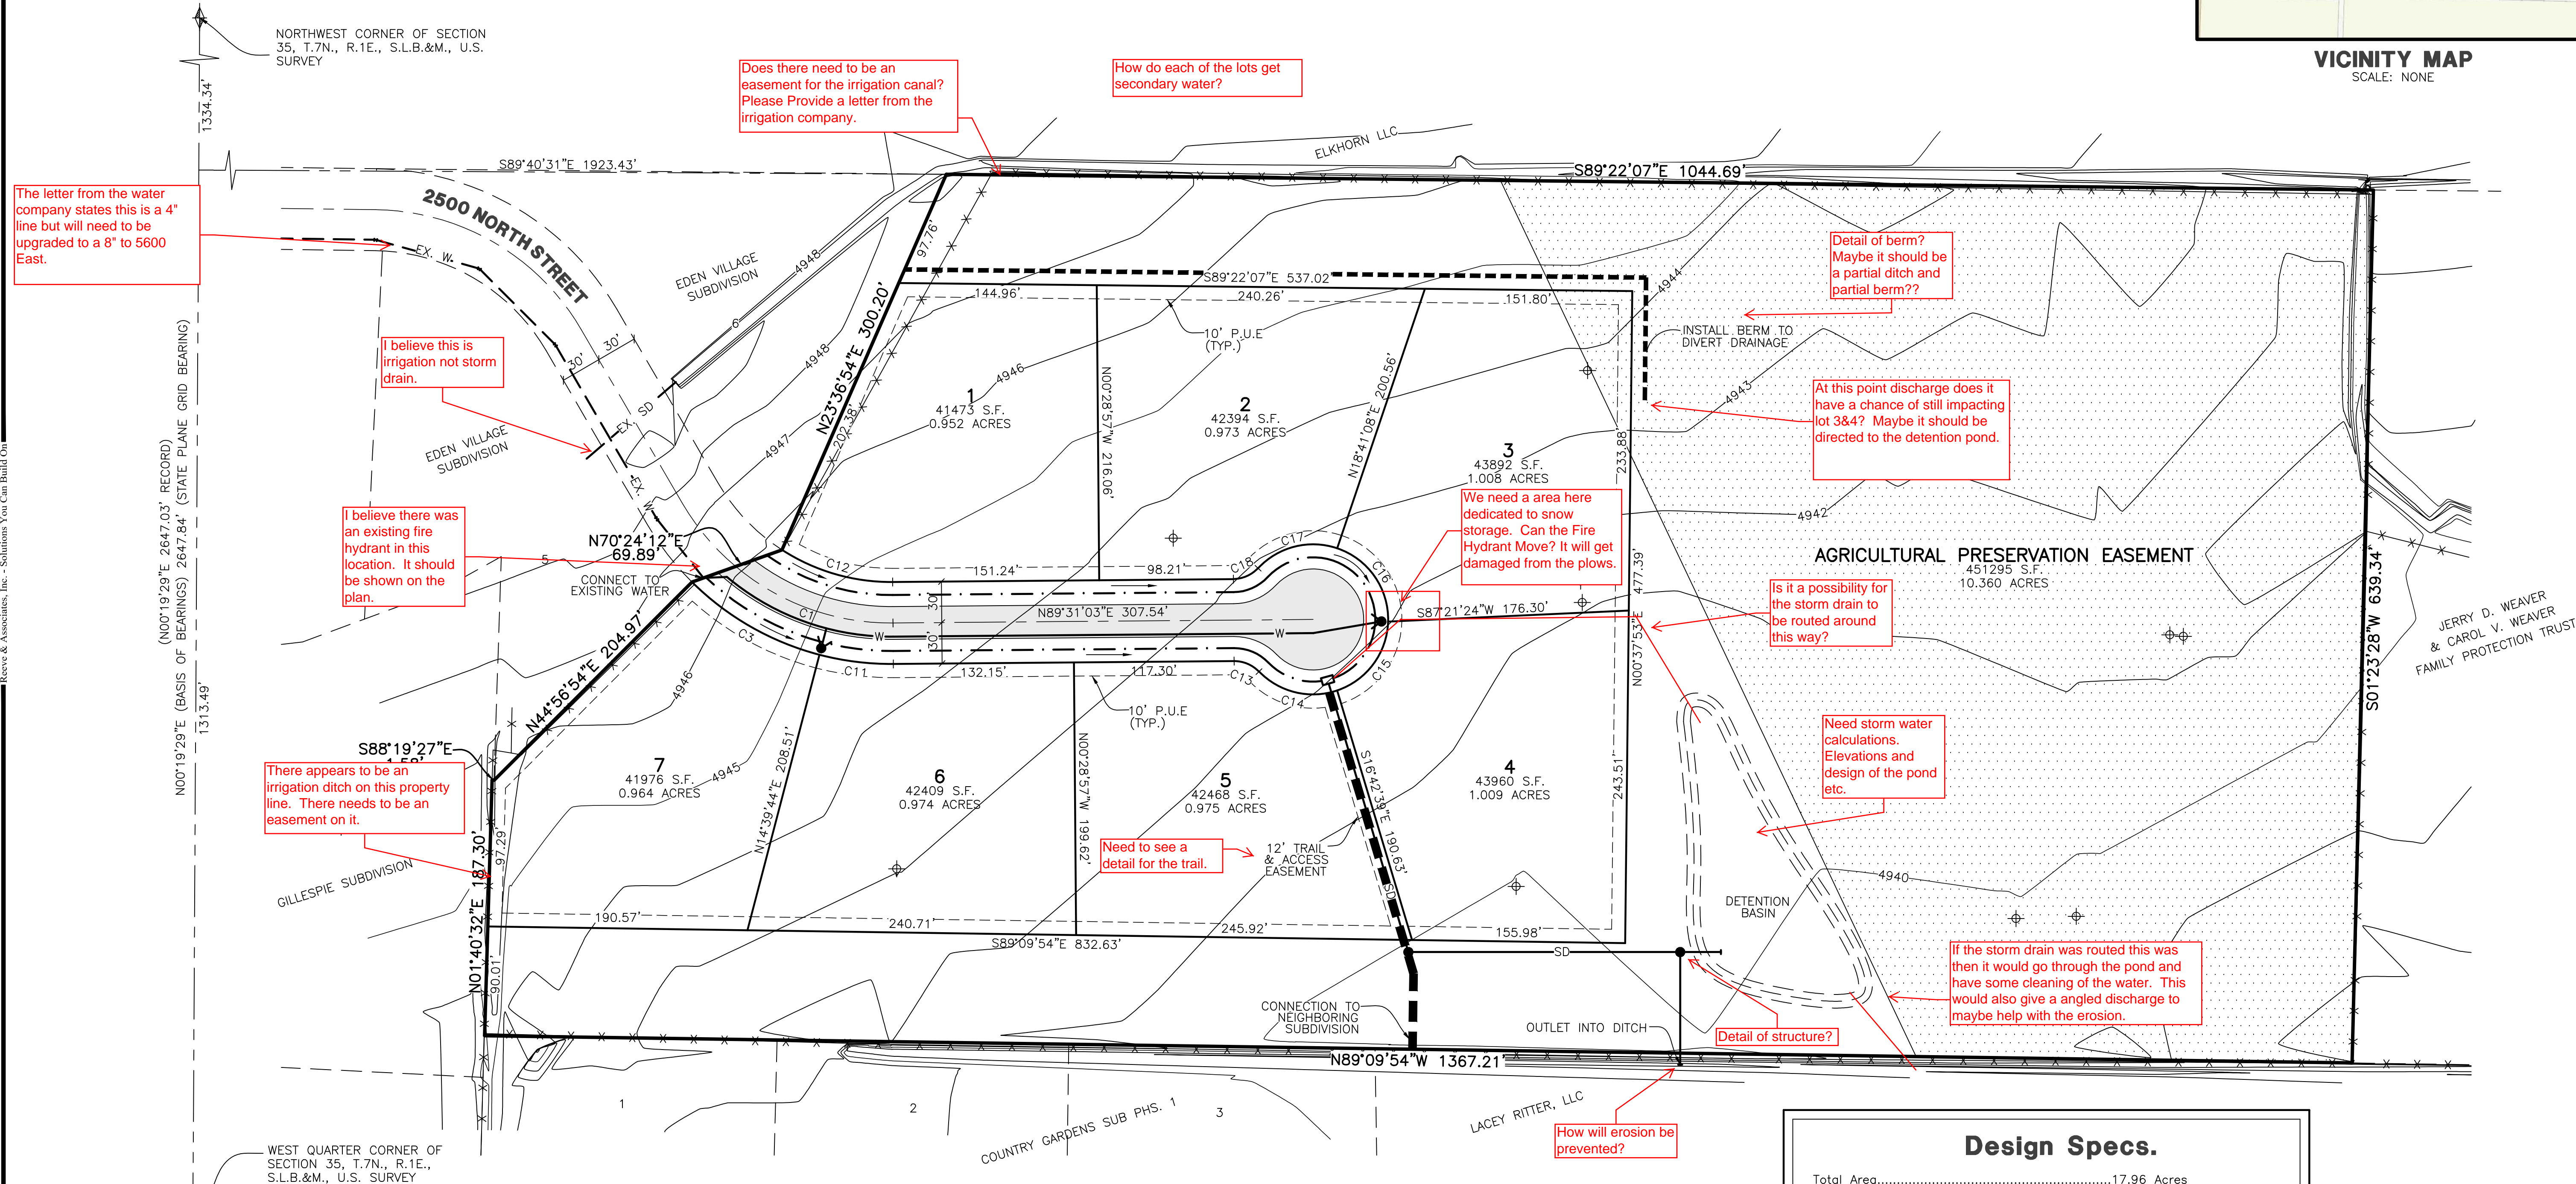 NORTHWEST CORNER OF SECTION
35, T.7N., R.1E., S.L.B.&M., U.S.
SURVEY
1334.34'
Does there need to be an
easement for the irrigation canal?
Please Provide a letter from the
irrigation company.
How do each of the lots get
secondary water?
VICINITY MAP
SCALE: NONE
ELKHORN LLC
S89°40'31"E 1923.43'
S89°22'07"E 1044.69'
The letter from the water
company states this is a 4"
line but will need to be
upgraded to a 8" to 5600
East.
2500 NORTH STREET
EX. W.
EDEN VILLAGE
SUBDIVISION
4948
6
97.76'
S89°22'07"E 537.02'
144.96'
240.26'
151.80'
4944
Detail of berm?
Maybe it should be
a partial ditch and
partial berm??
INSTALL BERM TO
DIVERT DRAINAGE
10' P.U.E
(TYP.)
I believe this is
irrigation not storm
drain.
30'
30'
EX. SD
EDEN VILLAGE
SUBDIVISION
4948
4947
N23°36'54"E 300.20'
202.38'
4946
1
41473 S.F.
0.952 ACRES
N00°28'57"W 216.06'
2
42394 S.F.
0.973 ACRES
N18°41'08"E 200.56'
3
43892 S.F.
1.008 ACRES
233.88'
4943
At this point discharge does it
have a chance of still impacting
lot 3&4? Maybe it should be
directed to the detention pond.
We need a area here
dedicated to snow
storage. Can the Fire
Hydrant Move? It will get
damaged from the plows.
4942
AGRICULTURAL PRESERVATION EASEMENT
451295 S.F.
10.360 ACRES
(N00°19'29"E 2647.03' RECORD)
N00°19'29"E (BASIS OF BEARINGS) 2647.84' (STATE PLANE GRID BEARING)
1313.49'
Reeve & Associates, Inc. - Solutions You Can Build On
I believe there was
an existing fire
hydrant in this
location. It should
be shown on the
plan.
EX. W
5
N70°24'12"E
69.89'
CONNECT TO
EXISTING WATER
C12
151.24'
98.21'
C18
C17
C16
C1
C3
C11
30'
30'
N89°31'03"E 307.54'
W
W
132.15'
117.30'
C13
C14
C15
S87°21'24"W 176.30'
N00°37'53"E 477.39'
Is it a possibility for
the storm drain to
be routed around
this way?
S01°23'28"W 639.34'
JERRY D. WEAVER
& CAROL V. WEAVER
FAMILY PROTECTION TRUST
N44°56'54"E 204.97'
4946
10' P.U.E
(TYP.)
S88°19'27"E
1.58'
There appears to be an
irrigation ditch on this property
line. There needs to be an
easement on it.
7
41976 S.F.
0.964 ACRES
4945
N14°39'44"E 208.51'
6
42409 S.F.
0.974 ACRES
N00°28'57"W 199.62'
5
42468 S.F.
0.975 ACRES
S16°42'39"E 190.63'
SD
4
43960 S.F.
1.009 ACRES
243.51'
Need storm water
calculations.
Elevations and
design of the pond
etc.
Need to see a
detail for the trail.
12' TRAIL
& ACCESS
EASEMENT
4940
DETENTION
BASIN
N01°40'32"E 187.30'
97.29'
90.01'
GILLESPIE SUBDIVISION
190.57'
240.71'
245.92'
155.98'
S89°09'54"E 832.63'
SD
If the storm drain was routed this was
then it would go through the pond and
have some cleaning of the water. This
would also give a angled discharge to
maybe help with the erosion.
CONNECTION TO
NEIGHBORING
SUBDIVISION
OUTLET INTO DITCH
Detail of structure?
N89°09'54"W 1367.21'
1
2
3
COUNTRY GARDENS SUB PHS. 1
LACEY RITTER, LLC
How will erosion be
prevented?
WEST QUARTER CORNER OF
SECTION 35, T.7N., R.1E.,
S.L.B.&M., U.S. SURVEY
Design Specs.
Total Area..........................................................17.96 Acres